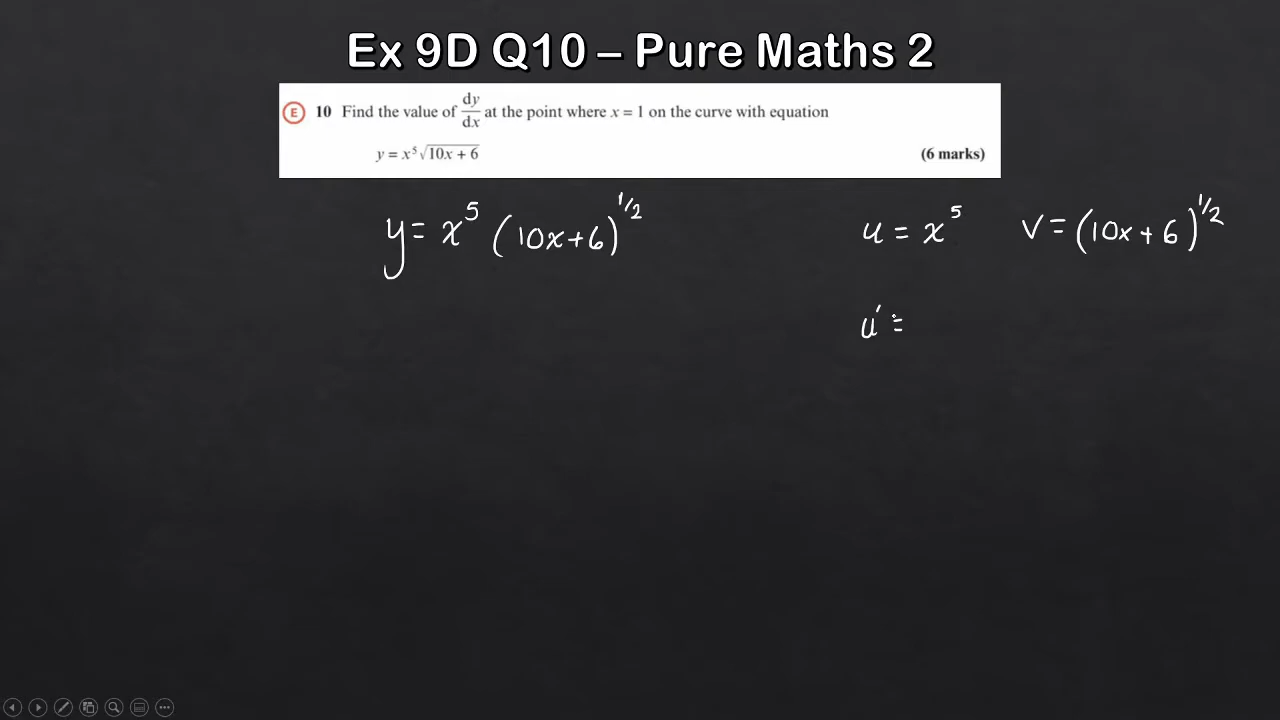 Ex 9D Q10 – Pure Maths 2
E 10 Find the value of dy/dx at the point where x = 1 on the curve with equation
y = x⁵√(10x + 6) (6 marks)
y = x⁵ (10x+6)^1/2 u = x⁵ v = (10x + 6)^1/2
u′ =